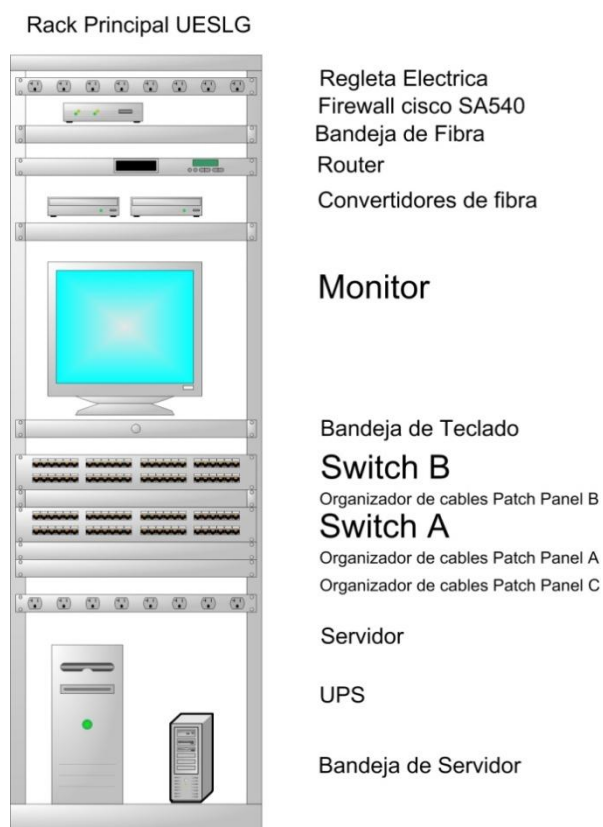 Rack Principal UESLG
Regleta Electrica
Firewall cisco SA540
Bandeja de Fibra
Router
Convertidores de fibra
Monitor
Bandeja de Teclado
Switch B
Organizador de cables Patch Panel B
Switch A
Organizador de cables Patch Panel A
Organizador de cables Patch Panel C
Servidor
UPS
Bandeja de Servidor